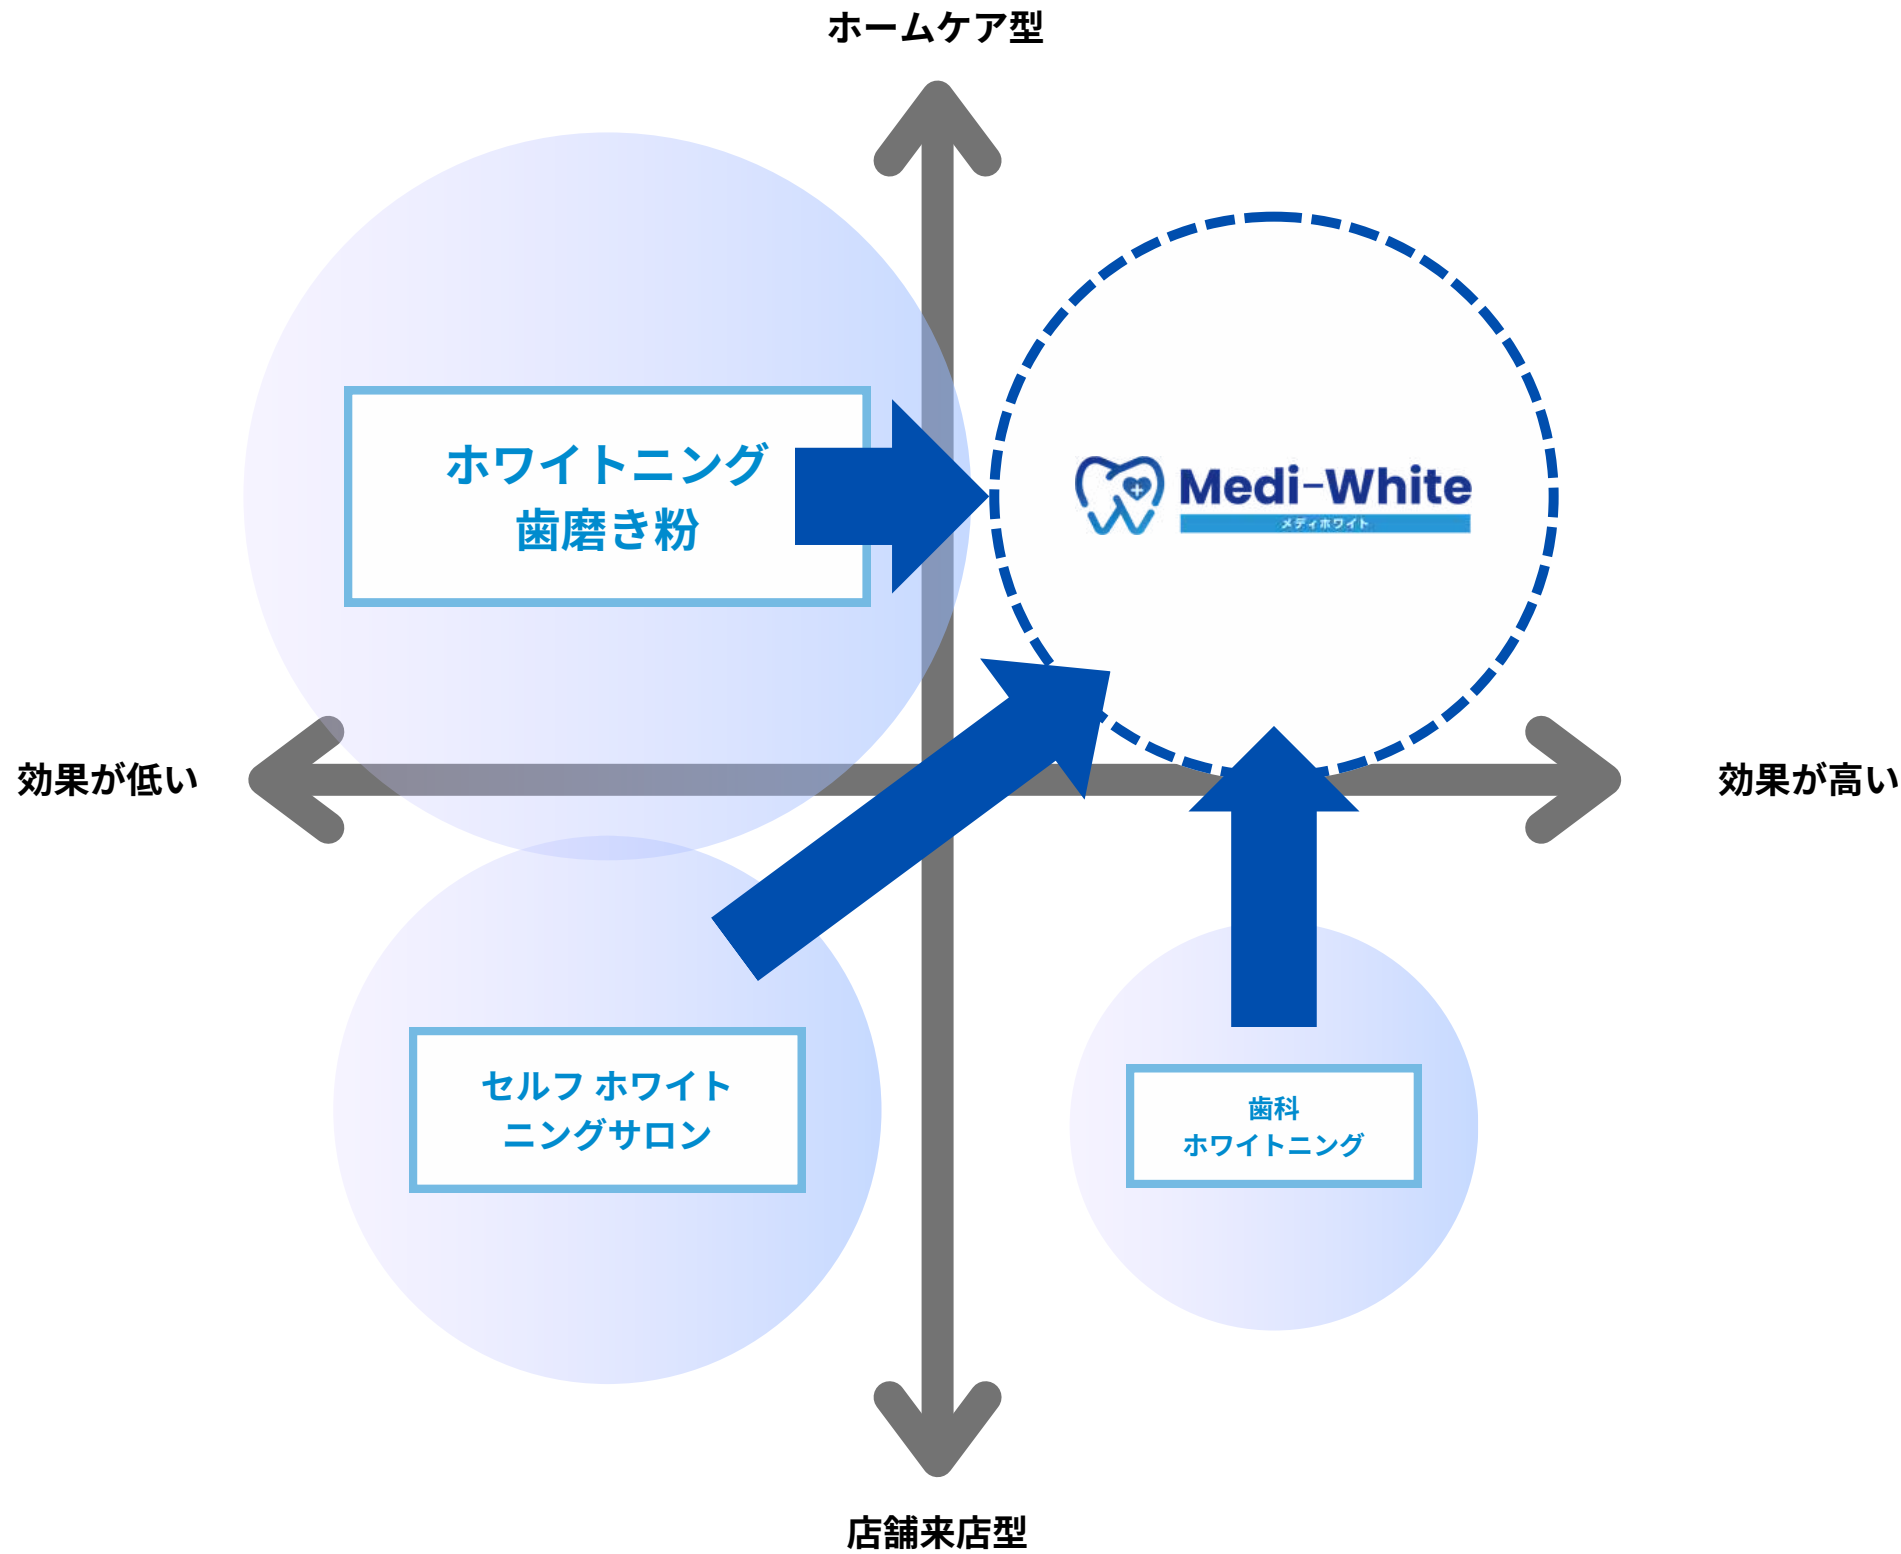 ホームケア型
ホワイトニング
歯磨き粉
Medi-White
メディホワイト
効果が低い
効果が高い
セルフ ホワイト
ニングサロン
歯科
ホワイトニング
店舗来店型